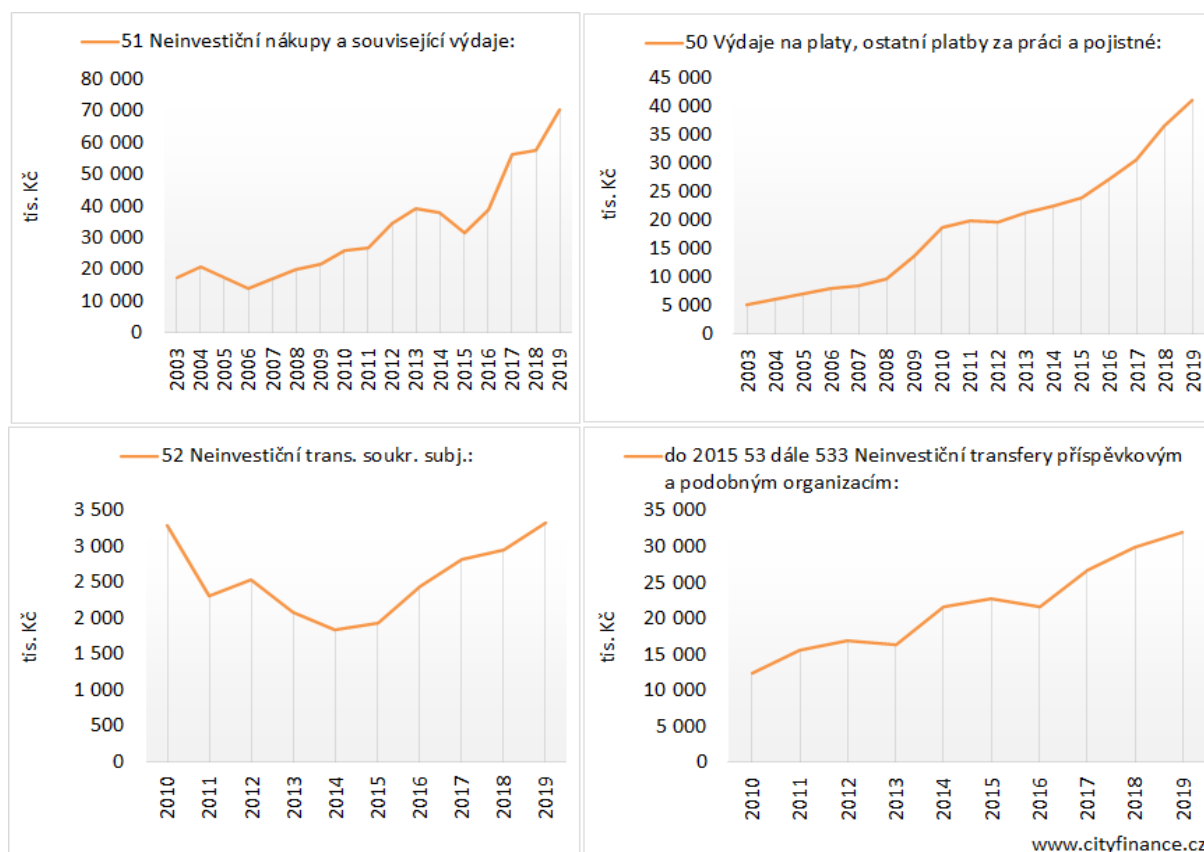 51 Neinvestiční nákupy a související výdaje:
80 000
70 000
60 000
50 000
40 000
30 000
20 000
10 000
0
tis. Kč
2003 2004 2005 2006 2007 2008 2009 2010 2011 2012 2013 2014 2015 2016 2017 2018 2019
50 Výdaje na platy, ostatní platby za práci a pojistné:
45 000
40 000
35 000
30 000
25 000
20 000
15 000
10 000
5 000
0
tis. Kč
2003 2004 2005 2006 2007 2008 2009 2010 2011 2012 2013 2014 2015 2016 2017 2018 2019
52 Neinvestiční trans. soukr. subj.:
3 500
3 000
2 500
2 000
1 500
1 000
500
0
tis. Kč
2010 2011 2012 2013 2014 2015 2016 2017 2018 2019
do 2015 53 dále 533 Neinvestiční transfery příspěvkovým
a podobným organizacím:
35 000
30 000
25 000
20 000
15 000
10 000
5 000
0
tis. Kč
2010 2011 2012 2013 2014 2015 2016 2017 2018 2019
www.cityfinance.cz